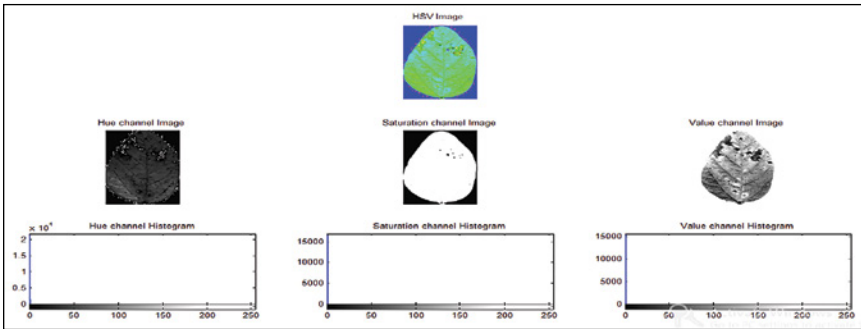 HSV Image
Hue channel Image
Saturation channel Image
Value channel Image
Hue channel Histogram
Saturation channel Histogram
Value channel Histogram
× 10
2
1.5
1
0.5
0
0 50 100 150 200 250
15000
10000
5000
0
0 50 100 150 200 250
15000
10000
5000
0
0 50 100 150 200 250